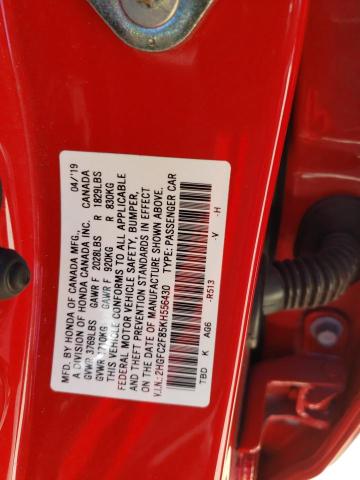 MFD. BY HONDA OF CANADA MFG., 04/'19
A DIVISION OF HONDA CANADA INC. CANADA
GVWR 3769LBS GAWR F 2028LBS R 1829LBS
GVWR 1710KG GAWR F 920KG R 830KG
THIS VEHICLE CONFORMS TO ALL APPLICABLE
FEDERAL MOTOR VEHICLE SAFETY, BUMPER,
AND THEFT PREVENTION STANDARDS IN EFFECT
ON THE DATE OF MANUFACTURE SHOWN ABOVE.
V.I.N.: 2HGFC2F85KH556430 TYPE: PASSENGER CAR
TBD K AG6 -R513 -V -H